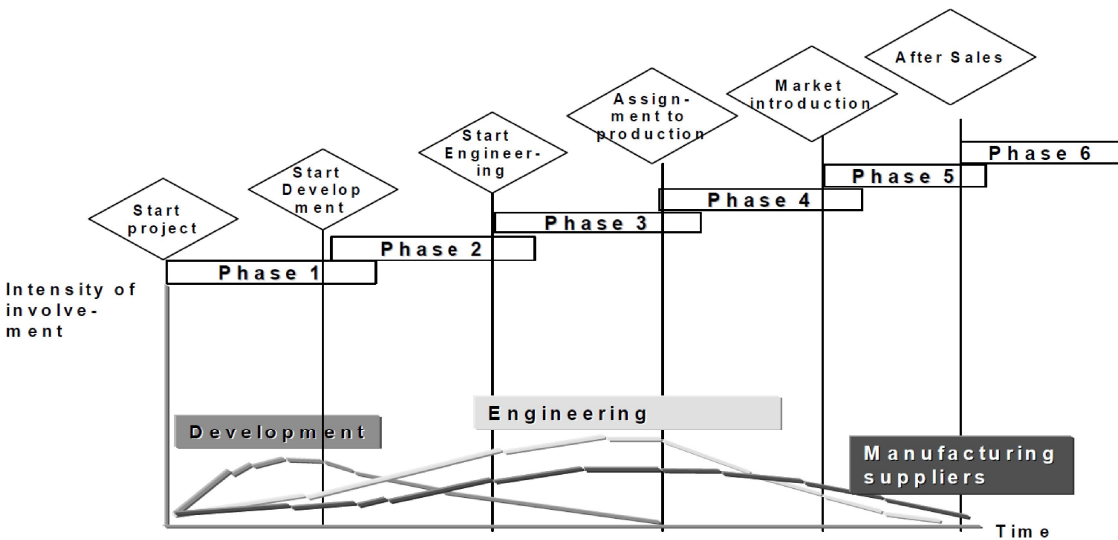 After Sales
Market
introduction
Assign-
ment to
production
Start
Engineer-
ing
Start
Develop
ment
Start
project
Phase 6
Phase 5
Phase 4
Phase 3
Phase 2
Phase 1
Intensity of
involve-
ment
Engineering
Development
Manufacturing
suppliers
Time